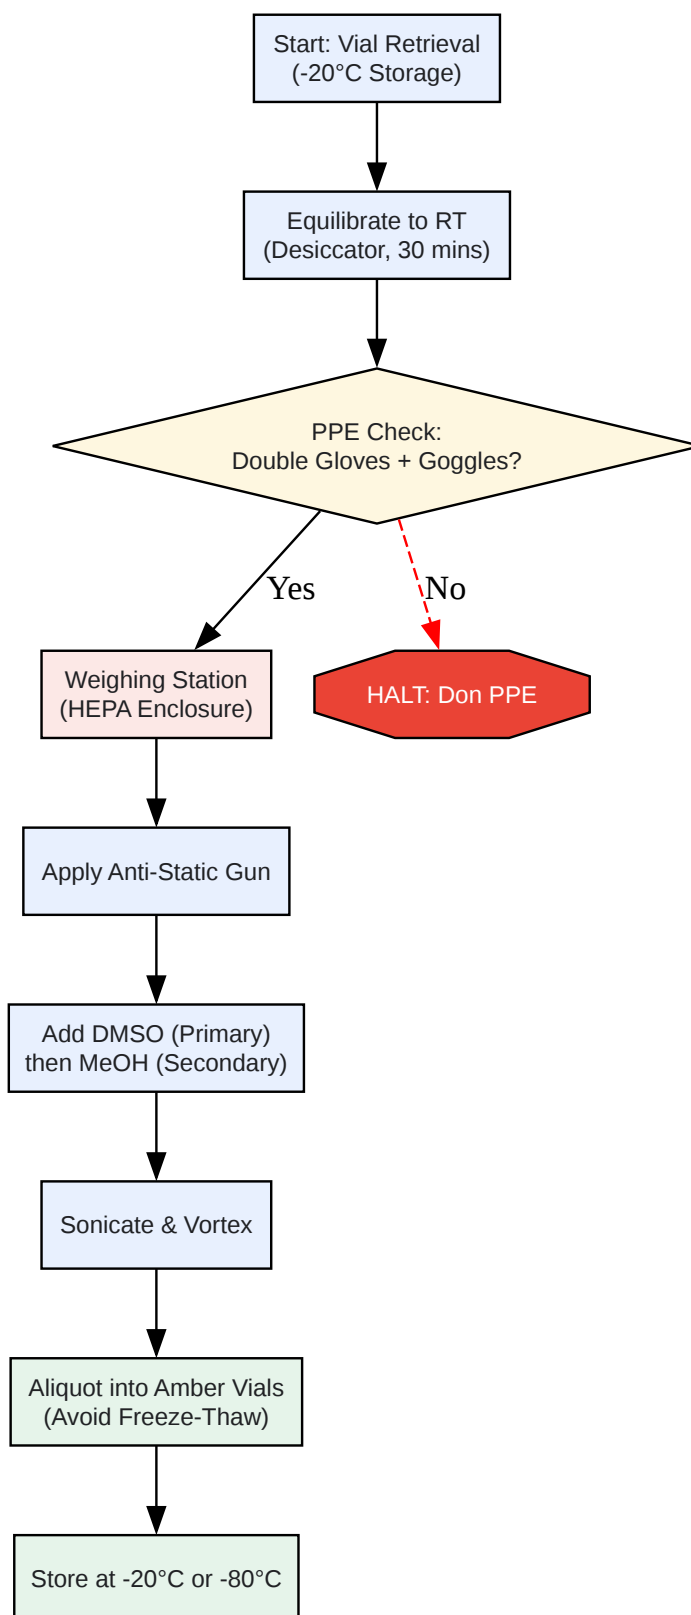 Start: Vial Retrieval
(-20°C Storage)
Equilibrate to RT
(Desiccator, 30 mins)
PPE Check:
Double Gloves + Goggles?
Yes
No
Weighing Station
(HEPA Enclosure)
HALT: Don PPE
Apply Anti-Static Gun
Add DMSO (Primary)
then MeOH (Secondary)
Sonicate & Vortex
Aliquot into Amber Vials
(Avoid Freeze-Thaw)
Store at -20°C or -80°C